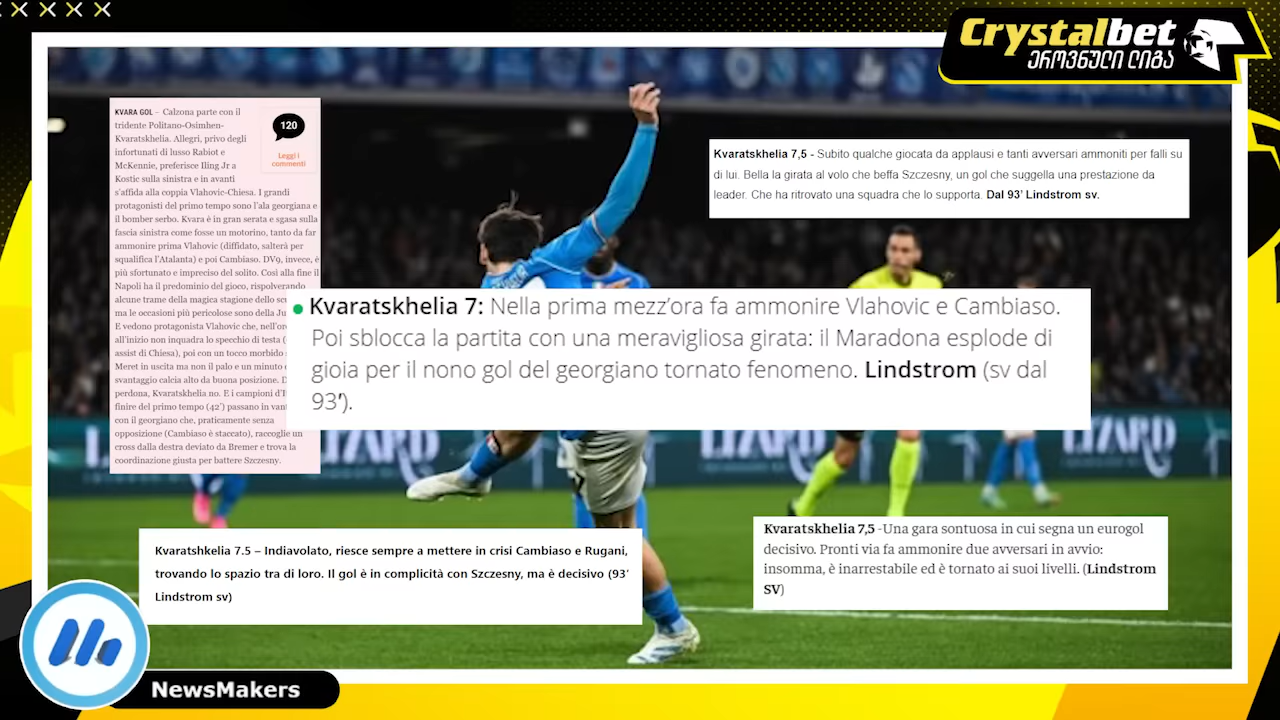 Crystalbet
ეროვნული ლიგა
KVARA GOL – Calzona parte con il
tridente Politano-Osimhen-
Kvaratskhelia. Allegri, privo degli
infortunati di lusso Rabiot e
McKennie, preferisce Iling Jr a
Kostic sulla sinistra e in avanti
s'affida alla coppia Vlahovic-Chiesa. I grandi
protagonisti del primo tempo sono l'ala georgiana e
il bomber serbo. Kvara è in gran serata e sgasa sulla
fascia sinistra come fosse un motorino, tanto da far
ammonire prima Vlahovic (diffidato, salterà per
squalifica l'Atalanta) e poi Cambiaso. DV9, invece, è
più sfortunato e impreciso del solito. Così alla fine il
Napoli ha il predominio del gioco, rispolverando
alcune trame della magica stagione dello
ma le occasioni più pericolose sono della
E vedono protagonista Vlahovic che,
all'inizio non inquadra lo specchio di testa
assist di Chiesa), poi con un tocco morbido
Meret in uscita ma non il palo e un minuto
svantaggio calcia alto da buona posizione.
perdona, Kvaratskhelia no. E i campioni
finire del primo tempo (42') passano in
con il georgiano che, praticamente senza
opposizione (Cambiaso è staccato), raccoglie un
cross dalla destra deviato da Bremer e trova la
coordinazione giusta per battere Szczesny.
120
Leggi i
commenti
Kvaratskhelia 7,5 - Subito qualche giocata da applausi e tanti avversari ammoniti per falli su
di lui. Bella la girata al volo che beffa Szczesny, un gol che suggella una prestazione da
leader. Che ha ritrovato una squadra che lo supporta. Dal 93' Lindstrom sv.
Kvaratskhelia 7: Nella prima mezz'ora fa ammonire Vlahovic e Cambiaso.
Poi sblocca la partita con una meravigliosa girata: il Maradona esplode di
gioia per il nono gol del georgiano tornato fenomeno. Lindstrom (sv dal
93').
Kvaratshkelia 7.5 – Indiavolato, riesce sempre a mettere in crisi Cambiaso e Rugani,
trovando lo spazio tra di loro. Il gol è in complicità con Szczesny, ma è decisivo (93'
Lindstrom sv)
Kvaratskhelia 7,5 -Una gara sontuosa in cui segna un eurogol
decisivo. Pronti via fa ammonire due avversari in avvio:
insomma, è inarrestabile ed è tornato ai suoi livelli. (Lindstrom
SV)
NewsMakers